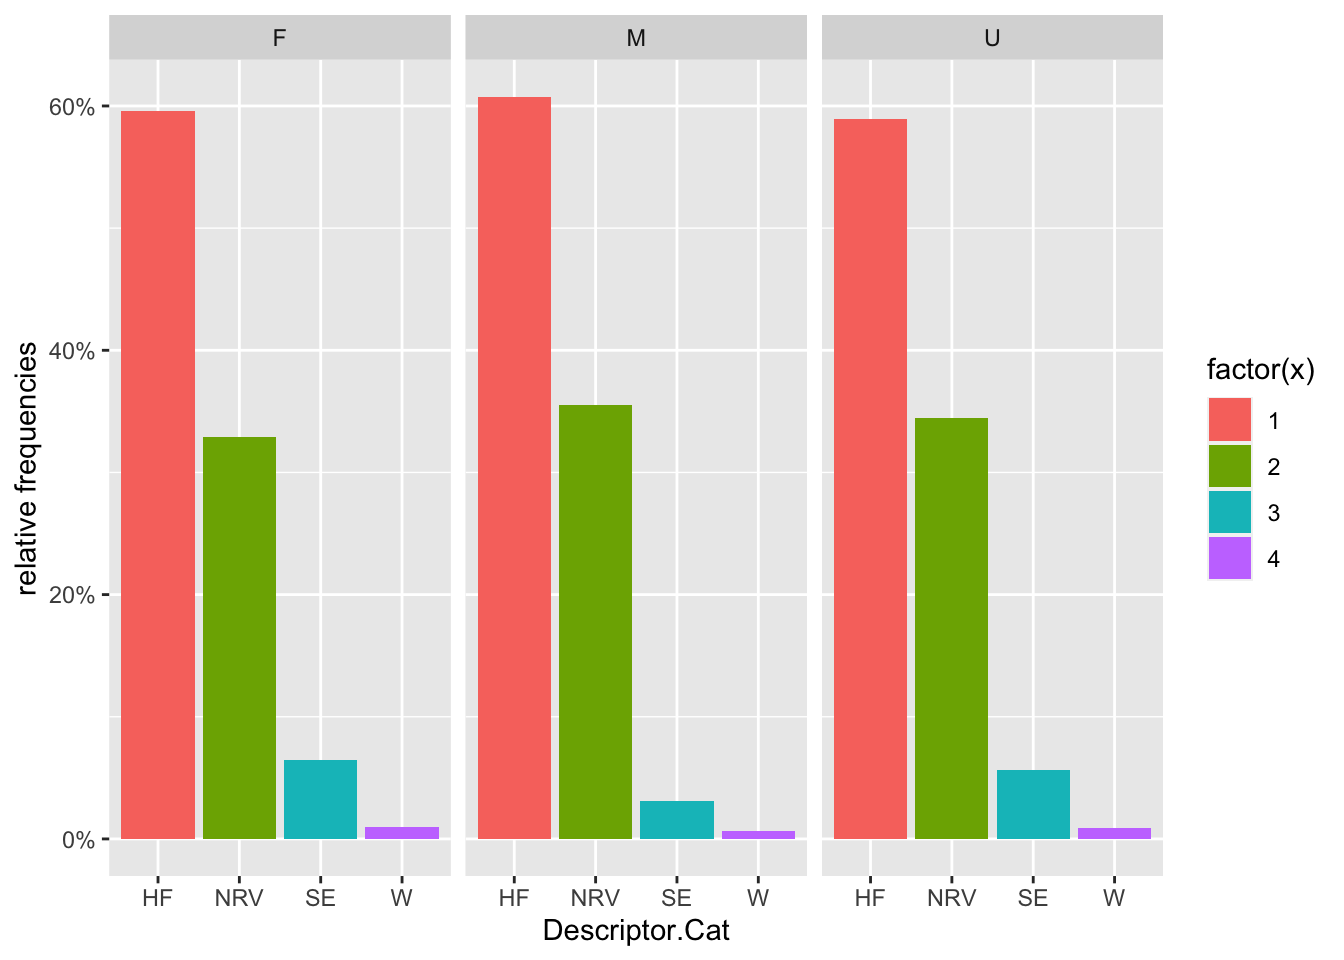 F M U
60%
40%
20%
0%
relative frequencies
HF NRV SE W HF NRV SE W HF NRV SE W
Descriptor.Cat
factor(x)
1
2
3
4